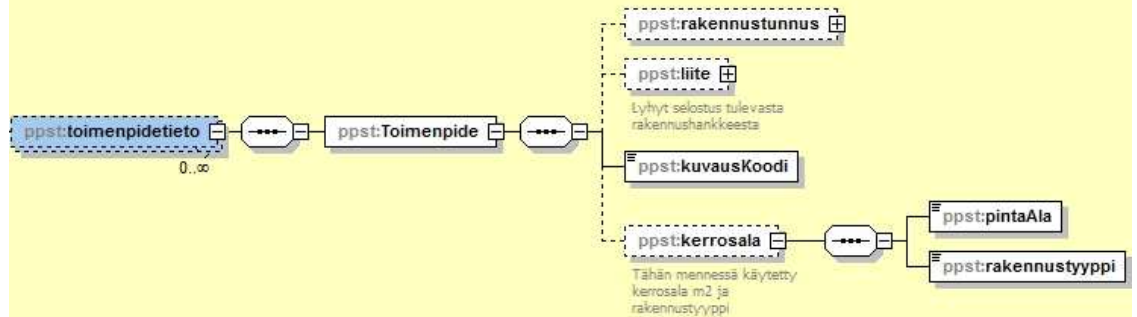 ppst:rakennustunnus
ppst:liite
Lyhyt selostus tulevasta
rakennushankkeesta
ppst:toimenpidetieto
0..∞
ppst:Toimenpide
ppst:kuvausKoodi
ppst:kerrosala
Tähän mennessä käytetty
kerrosala m2 ja
rakennustyyppi
ppst:pintaAla
ppst:rakennustyyppi